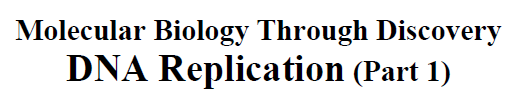 Molecular Biology Through Discovery
DNA Replication (Part 1)